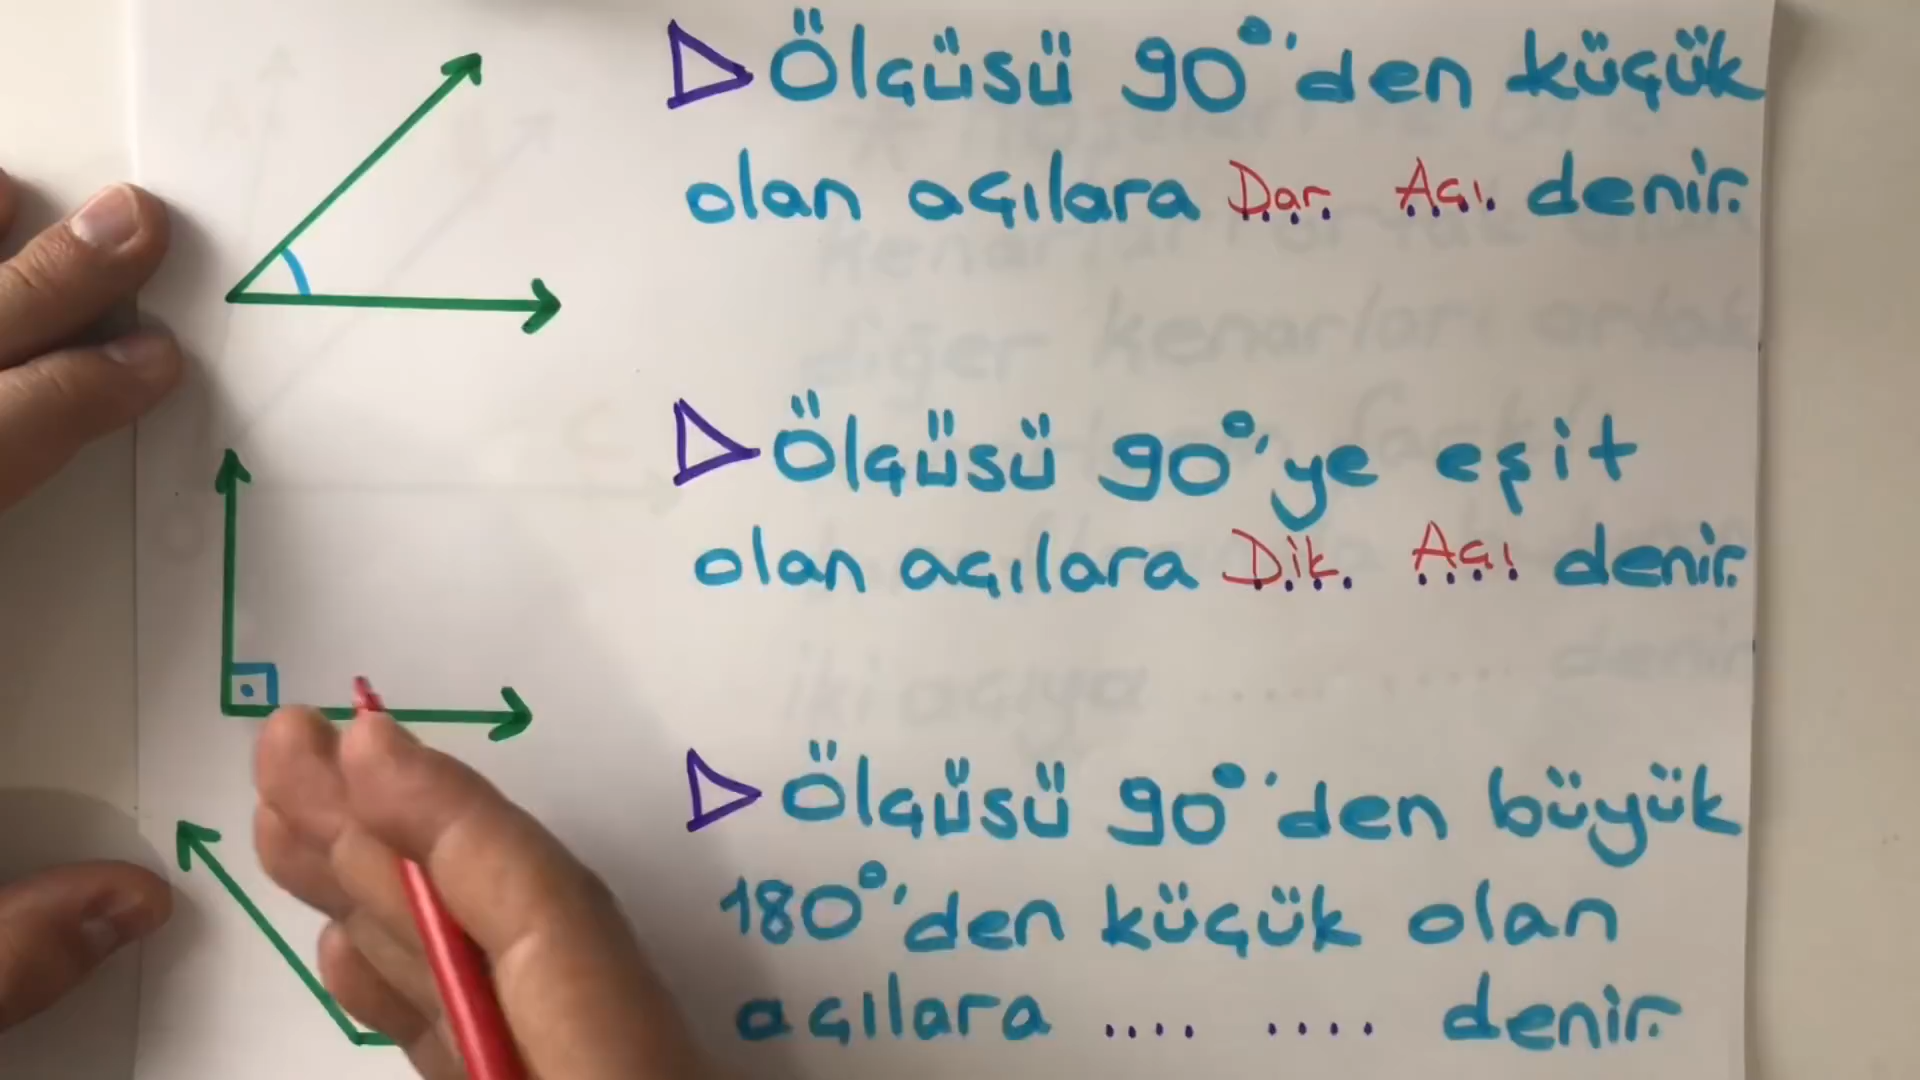 Ölçüsü 90°'den küçük
olan açılara Dar Açı denir.
Ölçüsü 90°'ye eşit
olan açılara Dik Açı denir.
Ölçüsü 90°'den büyük
180°'den küçük olan
açılara .... .... denir.